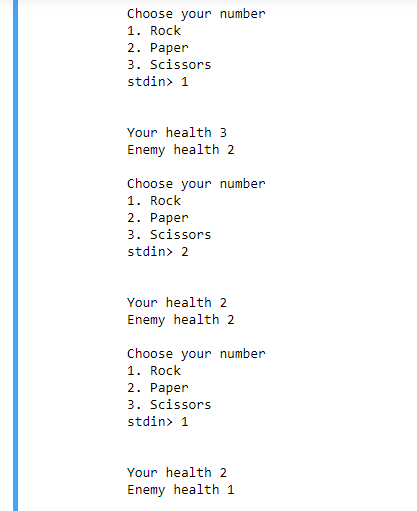 Choose your number
1. Rock
2. Paper
3. Scissors
stdin> 1
Your health 3
Enemy health 2
Choose your number
1. Rock
2. Paper
3. Scissors
stdin> 2
Your health 2
Enemy health 2
Choose your number
1. Rock
2. Paper
3. Scissors
stdin> 1
Your health 2
Enemy health 1